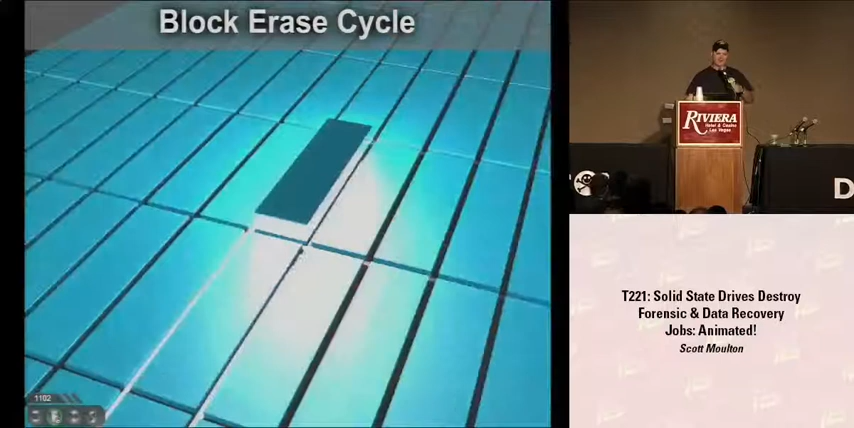 Block Erase Cycle
1102
RIVIERA
Hotel & Casino
Las Vegas
D
T221: Solid State Drives Destroy
Forensic & Data Recovery
Jobs: Animated!
Scott Moulton